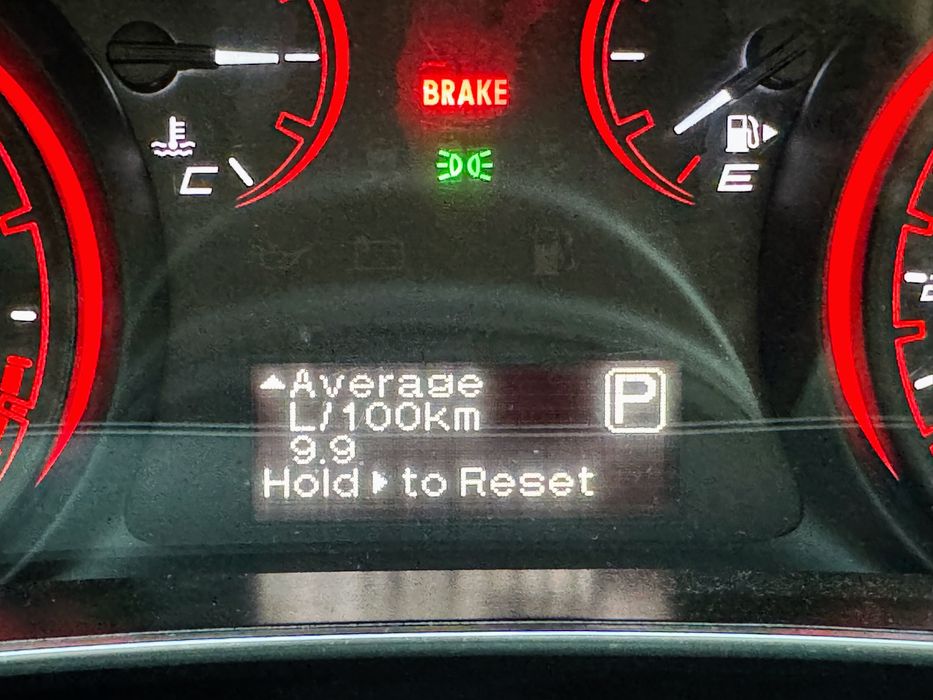 BRAKE
C
E
Average
P
L/100km
9.9
Hold ▸ to Reset